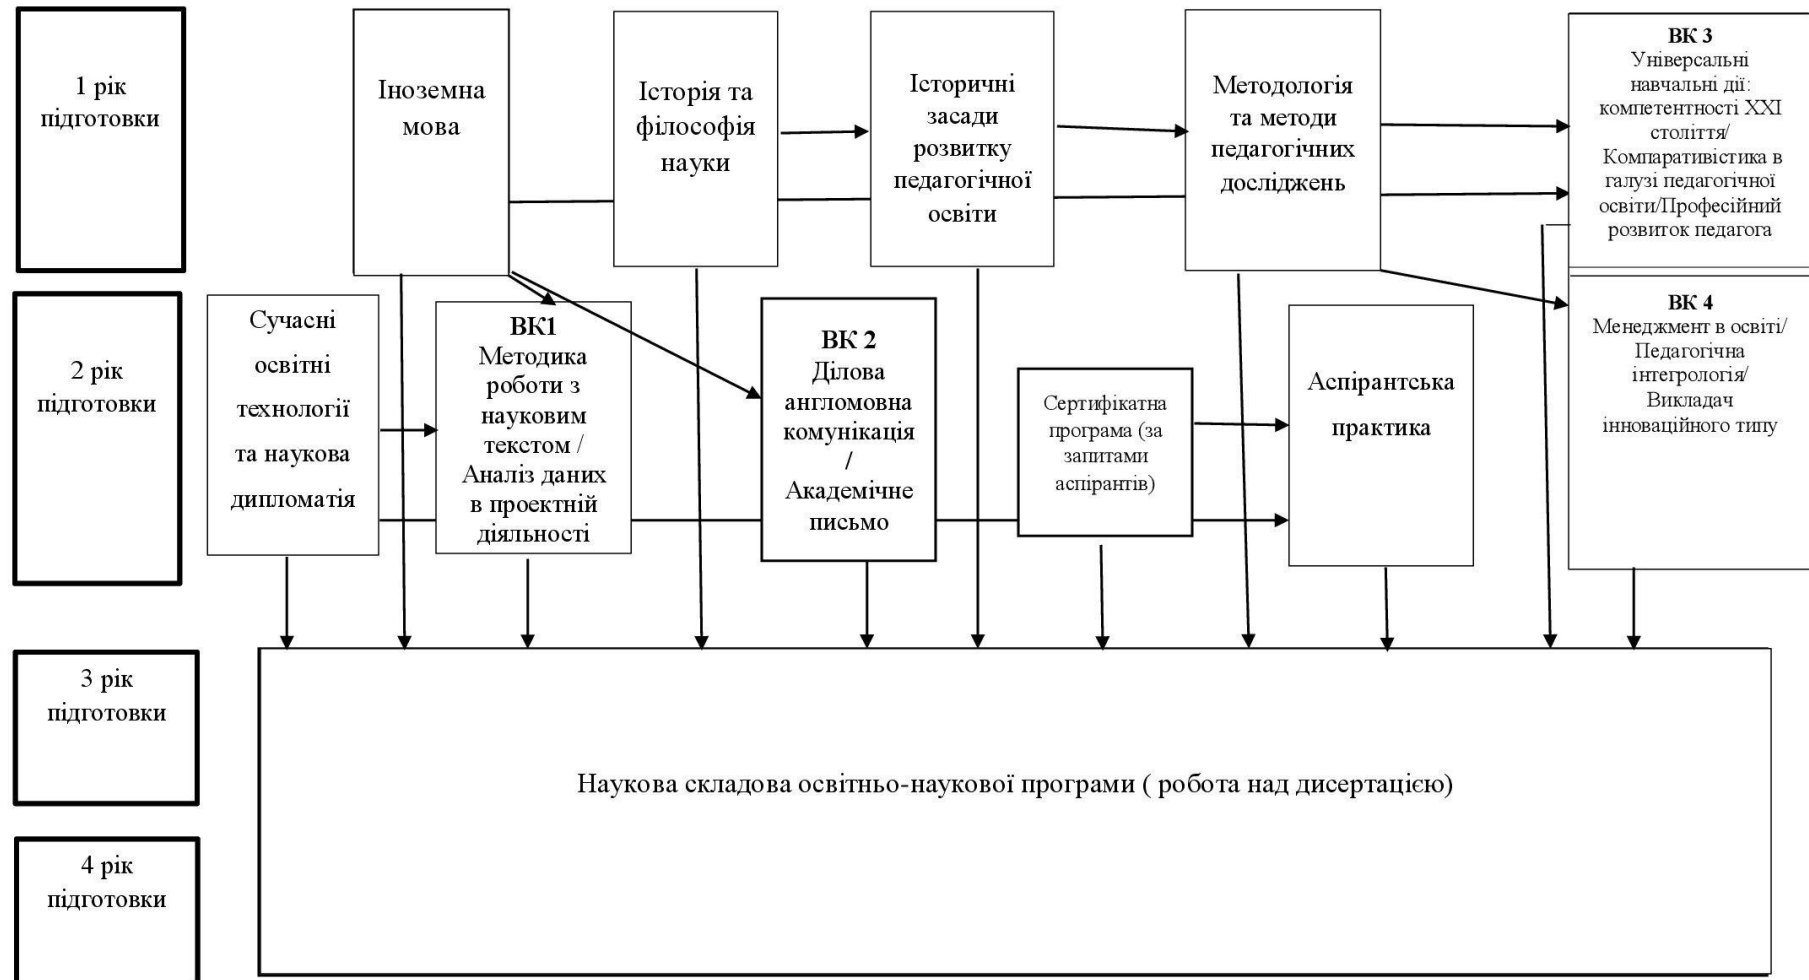 1 рік
підготовки
Іноземна
мова
Історія та
філософія
науки
Історичні
засади
розвитку
педагогічної
освіти
Методологія
та методи
педагогічних
досліджень
ВК 3
Універсальні
навчальні дії:
компетентності ХХІ
століття/
Компаративістика в
галузі педагогічної
освіти/Професійний
розвиток педагога
2 рік
підготовки
Сучасні
освітні
технології
та наукова
дипломатія
ВК1
Методика
роботи з
науковим
текстом /
Аналіз даних
в проектній
діяльності
ВК 2
Ділова
англомовна
комунікація
/
Академічне
письмо
Сертифікатна
програма (за
запитами
аспірантів)
Аспірантська
практика
ВК 4
Менеджмент в освіті/
Педагогічна
інтегрологія/
Викладач
інноваційного типу
3 рік
підготовки
Наукова складова освітньо-наукової програми ( робота над дисертацією)
4 рік
підготовки